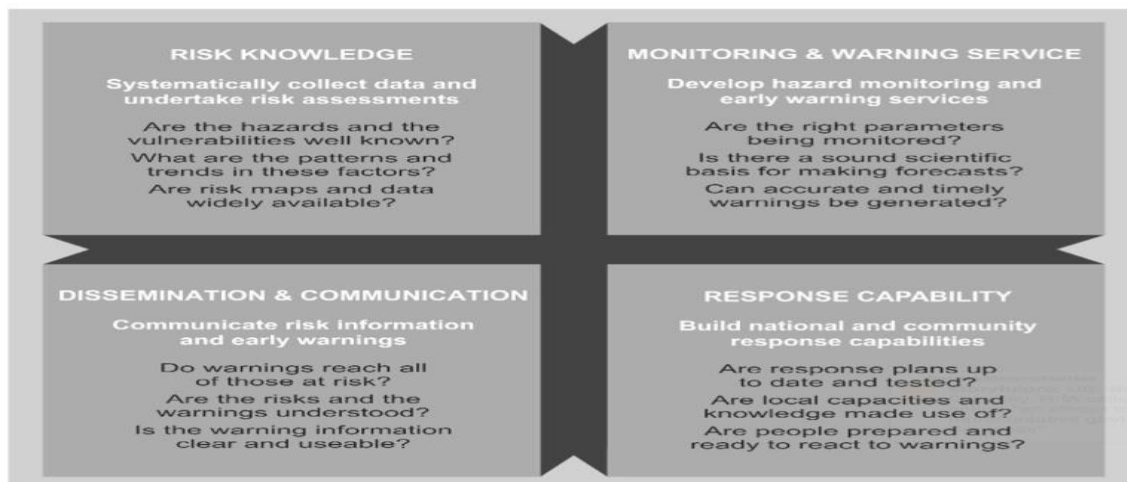 RISK KNOWLEDGE
Systematically collect data and
undertake risk assessments
Are the hazards and the
vulnerabilities well known?
What are the patterns and
trends in these factors?
Are risk maps and data
widely available?
MONITORING & WARNING SERVICE
Develop hazard monitoring and
early warning services
Are the right parameters
being monitored?
Is there a sound scientific
basis for making forecasts?
Can accurate and timely
warnings be generated?
DISSEMINATION & COMMUNICATION
Communicate risk information
and early warnings
Do warnings reach all
of those at risk?
Are the risks and the
warnings understood?
Is the warning information
clear and useable?
RESPONSE CAPABILITY
Build national and community
response capabilities
Are response plans up
to date and tested?
Are local capacities and
knowledge made use of?
Are people prepared and
ready to react to warnings?